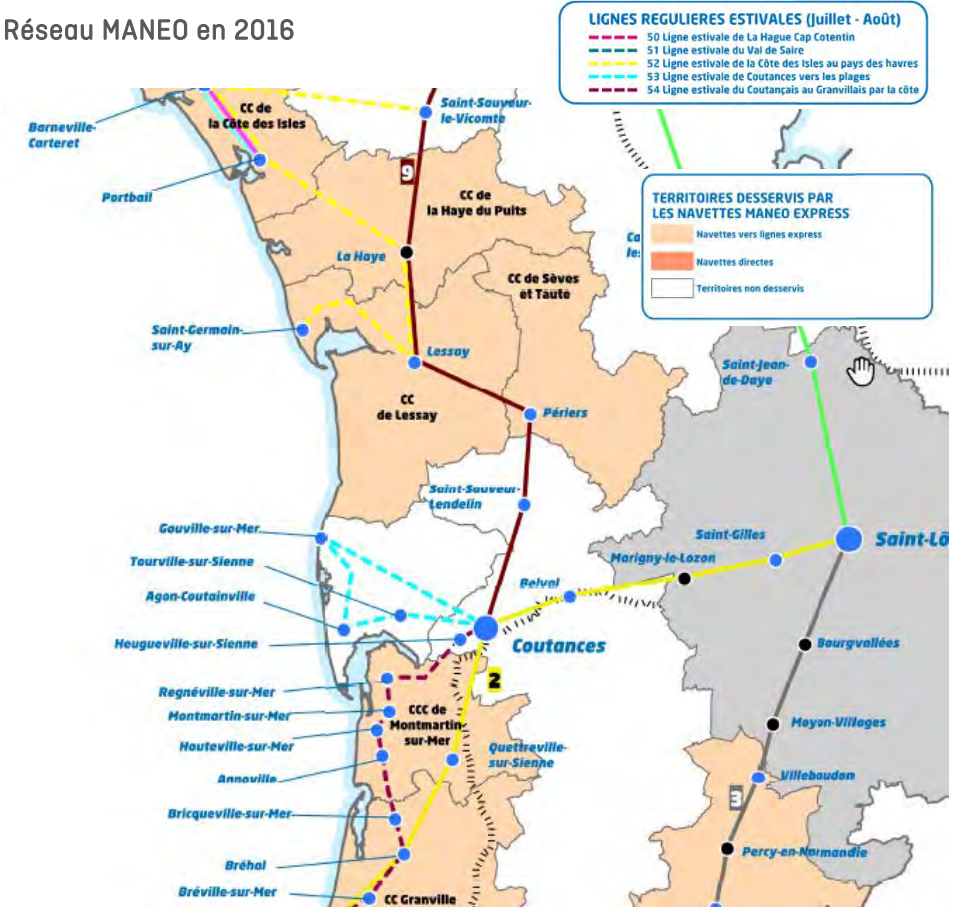 Réseau MANEO en 2016
LIGNES REGULIERES ESTIVALES (Juillet - Août)
50 Ligne estivale de La Hague Cap Cotentin
51 Ligne estivale du Val de Saire
52 Ligne estivale de la Côte des Isles au pays des havres
53 Ligne estivale de Coutances vers les plages
54 Ligne estivale du Coutançais au Granvillais par la côte
TERRITOIRES DESSERVIS PAR
LES NAVETTES MANEO EXPRESS
Navettes vers lignes express
Navettes directes
Territoires non desservis
CC de
la Côte des Isles
Saint-Sauveur-
le-Vicomte
Barneville-
Carteret
9
Portbail
CC de
la Haye du Puits
La Haye
CC de Sèves
et Taute
Saint-Germain-
sur-Ay
Lessay
Saint-Jean-
de-Daye
CC
de Lessay
Périers
Saint-Sauveur-
Lendelin
Gouville-sur-Mer
Saint-Gilles
Saint-Lô
Tourville-sur-Sienne
Marigny-le-Lozon
Belval
Agon-Coutainville
Heugueville-sur-Sienne
Coutances
Bourgvallées
2
Regnéville-sur-Mer
CCC de
Montmartin-
sur-Mer
Montmartin-sur-Mer
Moyon-Villages
Hauteville-sur-Mer
Quettreville-
sur-Sienne
Annoville
Villebaudon
3
Bricqueville-sur-Mer
Percy-en-Normandie
Bréhal
Bréville-sur-Mer
CC Granville